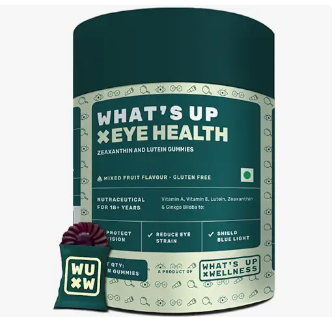 WHAT'S UP
×EYE HEALTH
ZEAXANTHIN AND LUTEIN GUMMIES
MIXED FRUIT FLAVOUR • GLUTEN FREE
NUTRACEUTICAL
FOR 18+ YEARS
Vitamin A, Vitamin E, Lutein, Zeaxanthin
& Ginkgo Biloba to:
PROTECT
VISION
REDUCE EYE
STRAIN
SHIELD
BLUE LIGHT
QTY:
GUMMIES
A PRODUCT OF
WHAT'S UP
×WELLNESS
WU
×W